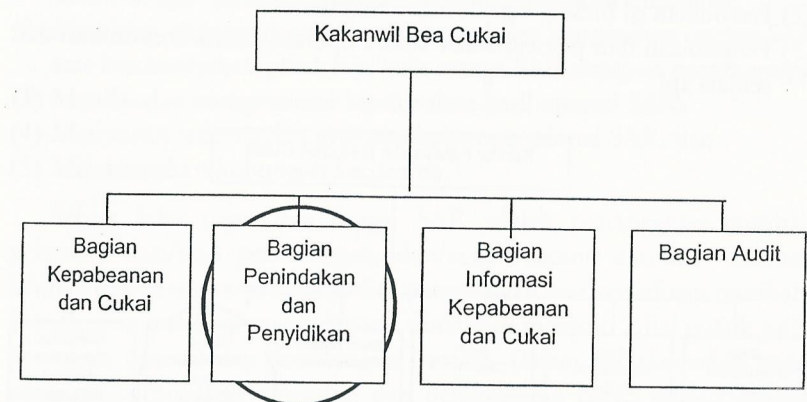 Kakanwil Bea Cukai
Bagian
Kepabeanan
dan Cukai
Bagian
Penindakan
dan
Penyidikan
Bagian
Informasi
Kepabeanan
dan Cukai
Bagian Audit